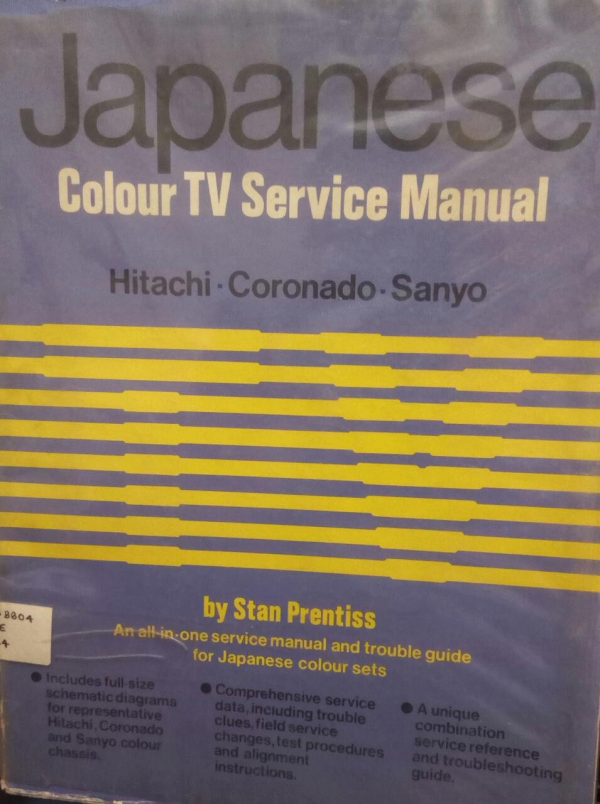 Japanese
Colour TV Service Manual
Hitachi · Coronado · Sanyo
by Stan Prentiss
An all-in-one service manual and trouble guide
for Japanese colour sets
8804
E
4
● Includes full-size
schematic diagrams
for representative
Hitachi, Coronado
and Sanyo colour
chassis.
● Comprehensive service
data, including trouble
clues, field service
changes, test procedures
and alignment
instructions.
● A unique
combination
service reference
and troubleshooting
guide.